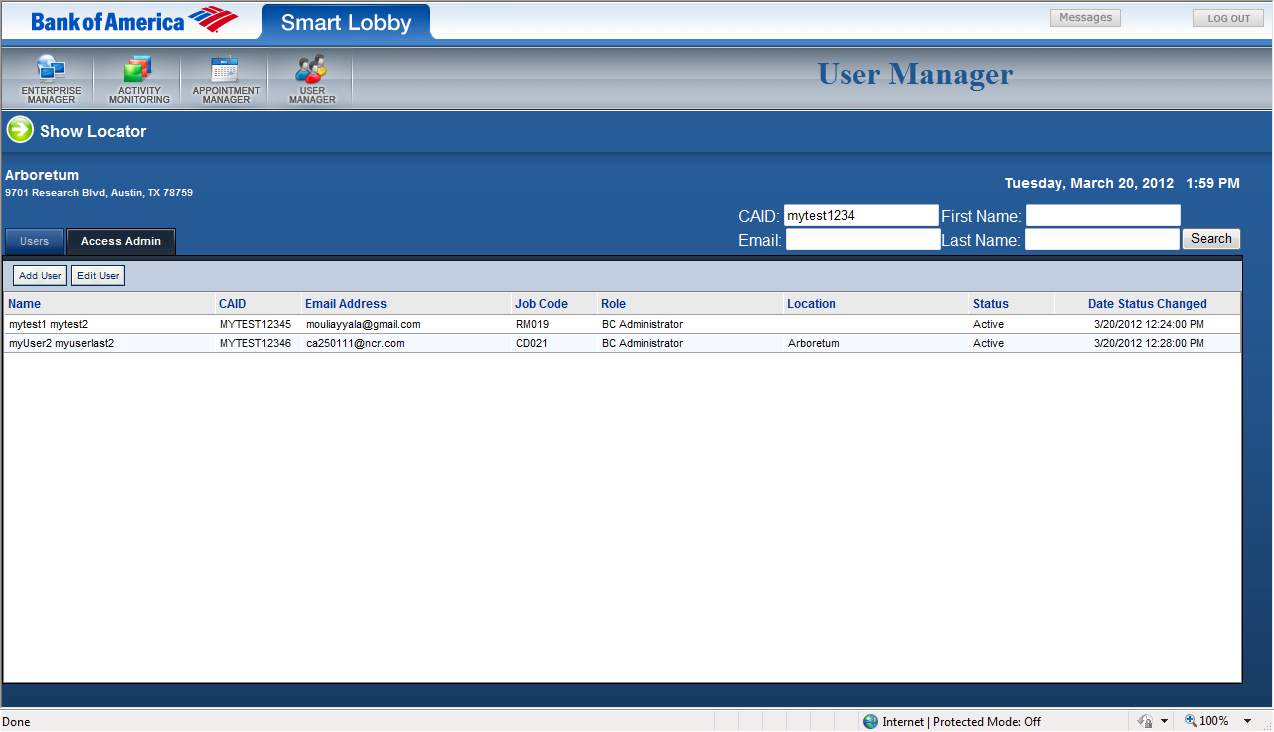 Bank of America
Smart Lobby
Messages
LOG OUT
ENTERPRISE MANAGER
ACTIVITY MONITORING
APPOINTMENT MANAGER
USER MANAGER
User Manager
Show Locator
Arboretum
9701 Research Blvd, Austin, TX 78759
Tuesday, March 20, 2012 1:59 PM
CAID: mytest1234 First Name:
Email: Last Name: Search
Users Access Admin
Add User Edit User
Name CAID Email Address Job Code Role Location Status Date Status Changed
mytest1 mytest2 MYTEST12345 mouliayyala@gmail.com RM019 BC Administrator Active 3/20/2012 12:24:00 PM
myUser2 myuserlast2 MYTEST12346 ca250111@ncr.com CD021 BC Administrator Arboretum Active 3/20/2012 12:28:00 PM
Done Internet | Protected Mode: Off 100%